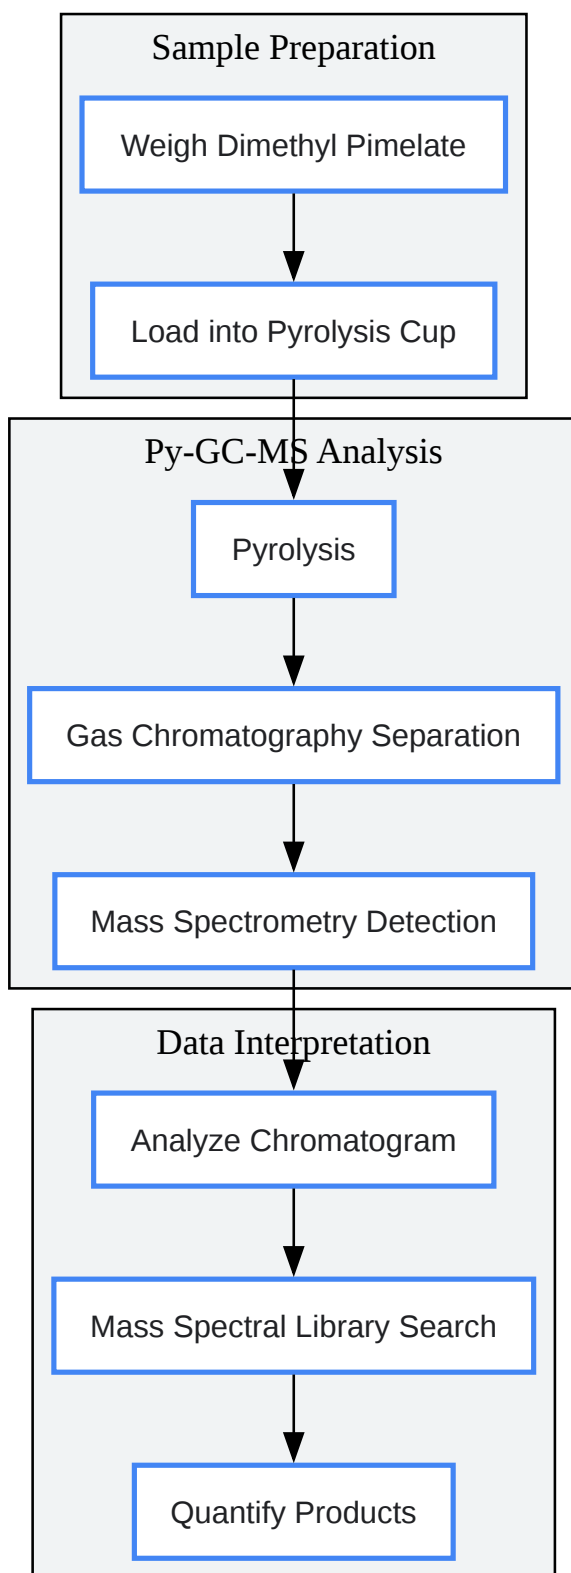 Sample Preparation
Weigh Dimethyl Pimelate
Load into Pyrolysis Cup
Py-GC-MS Analysis
Pyrolysis
Gas Chromatography Separation
Mass Spectrometry Detection
Data Interpretation
Analyze Chromatogram
Mass Spectral Library Search
Quantify Products